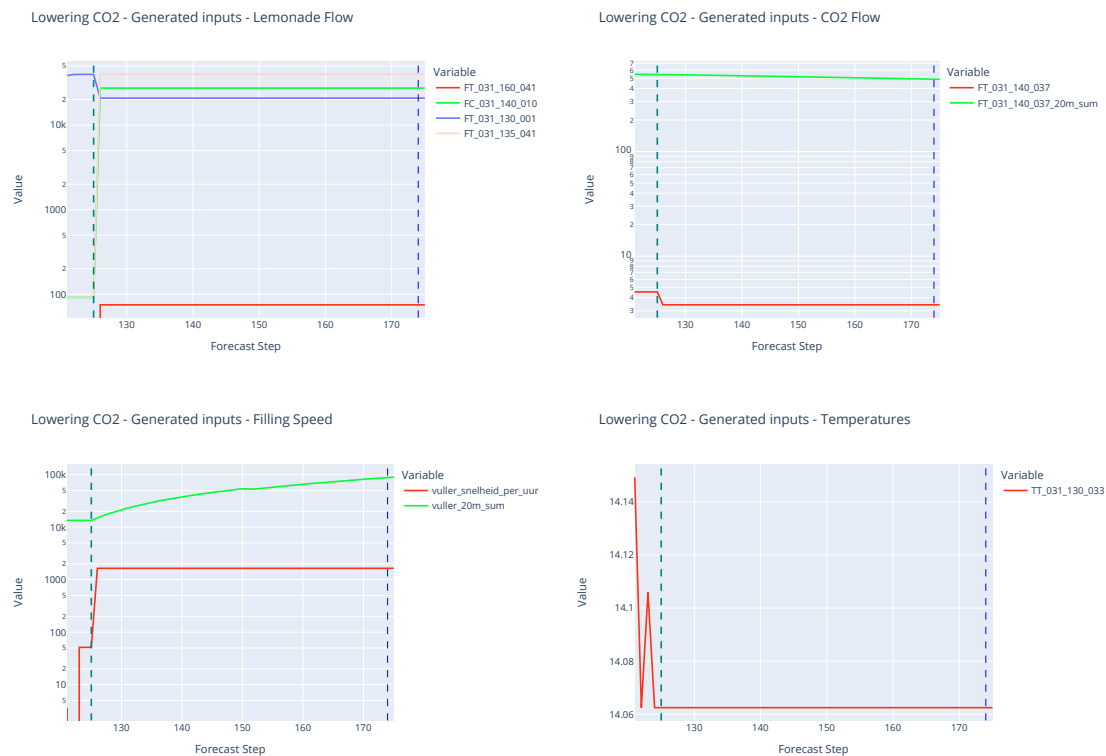 Lowering CO2 - Generated inputs - Lemonade Flow
5
2
10k
5
2
1000
5
2
100
Value
130
140
150
160
170
Forecast Step
Variable
FT_031_160_041
FC_031_140_010
FT_031_130_001
FT_031_135_041
Lowering CO2 - Generated inputs - CO2 Flow
7
6
5
4
3
2
100
9
8
7
6
5
4
3
2
10
9
8
7
6
5
4
3
Value
130
140
150
160
170
Forecast Step
Variable
FT_031_140_037
FT_031_140_037_20m_sum
Lowering CO2 - Generated inputs - Filling Speed
100k
5
2
10k
5
2
1000
5
2
100
5
2
10
5
Value
130
140
150
160
170
Forecast Step
Variable
vuller_snelheid_per_uur
vuller_20m_sum
Lowering CO2 - Generated inputs - Temperatures
14.14
14.12
14.1
14.08
14.06
Value
130
140
150
160
170
Forecast Step
Variable
TT_031_130_033